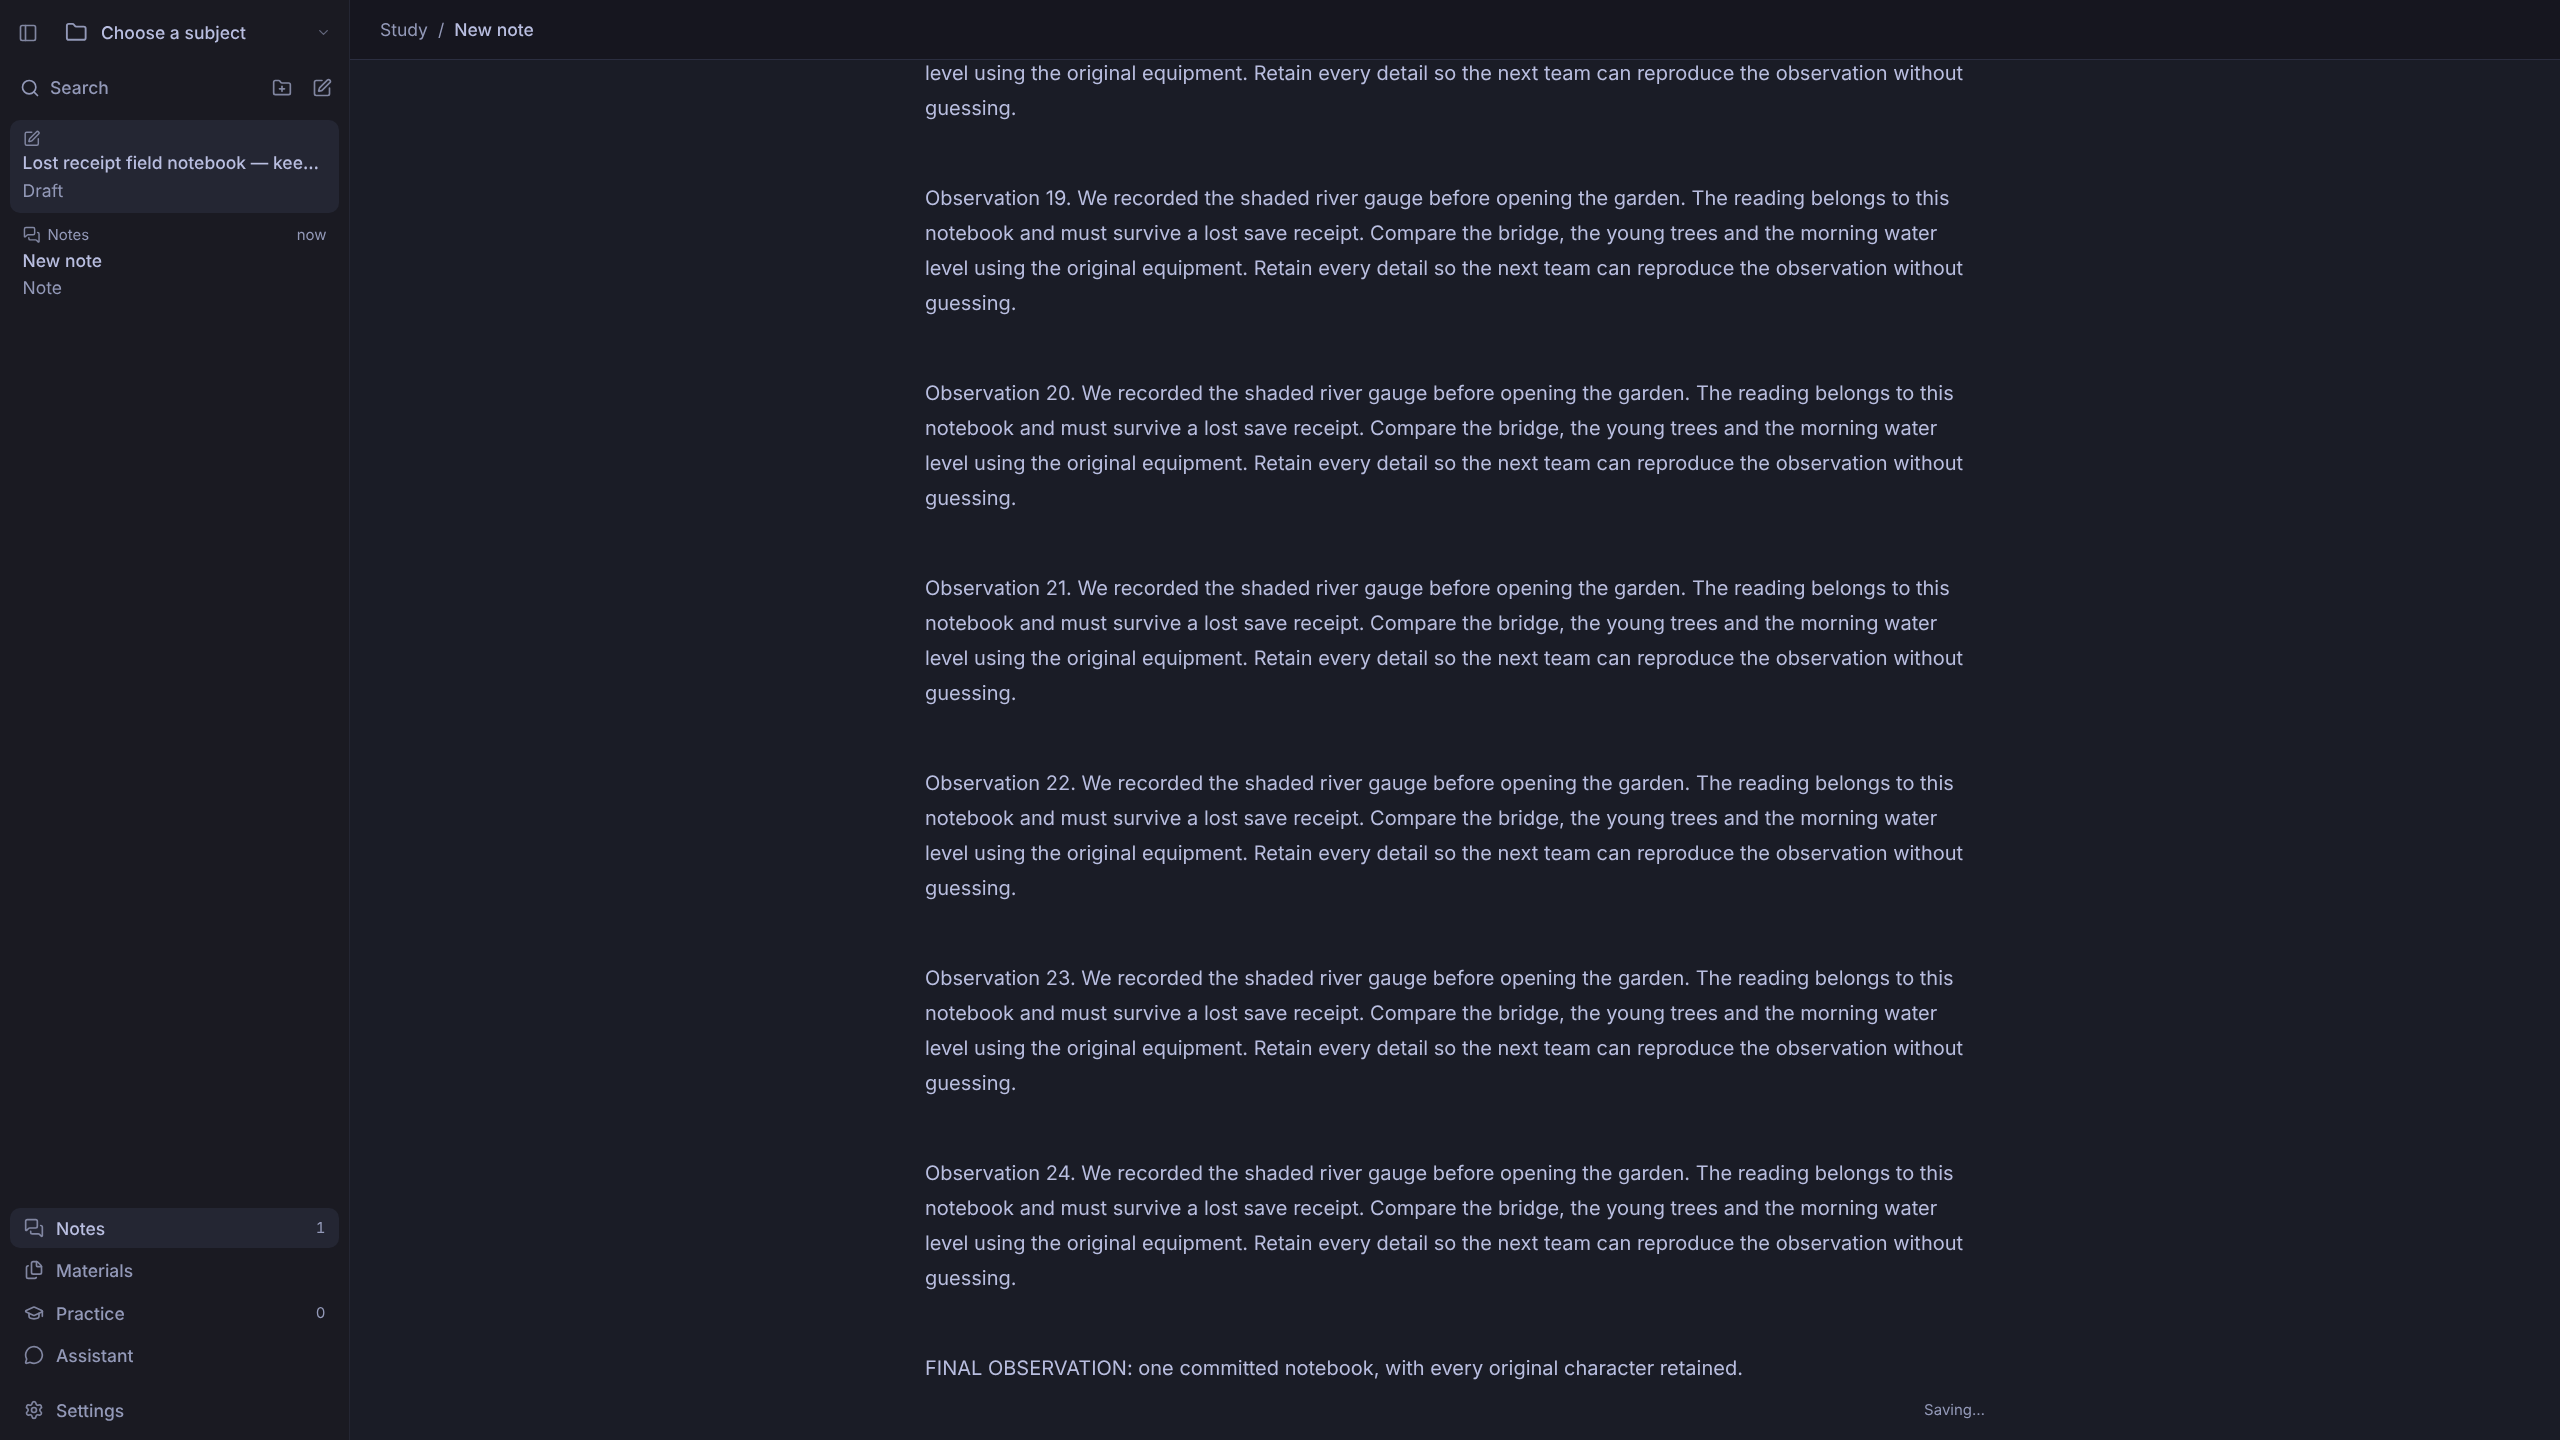 Choose a subject
Search
Lost receipt field notebook — kee...
Draft
Notes now
New note
Note
Notes 1
Materials
Practice 0
Assistant
Settings
Study / New note
level using the original equipment. Retain every detail so the next team can reproduce the observation without
guessing.
Observation 19. We recorded the shaded river gauge before opening the garden. The reading belongs to this
notebook and must survive a lost save receipt. Compare the bridge, the young trees and the morning water
level using the original equipment. Retain every detail so the next team can reproduce the observation without
guessing.
Observation 20. We recorded the shaded river gauge before opening the garden. The reading belongs to this
notebook and must survive a lost save receipt. Compare the bridge, the young trees and the morning water
level using the original equipment. Retain every detail so the next team can reproduce the observation without
guessing.
Observation 21. We recorded the shaded river gauge before opening the garden. The reading belongs to this
notebook and must survive a lost save receipt. Compare the bridge, the young trees and the morning water
level using the original equipment. Retain every detail so the next team can reproduce the observation without
guessing.
Observation 22. We recorded the shaded river gauge before opening the garden. The reading belongs to this
notebook and must survive a lost save receipt. Compare the bridge, the young trees and the morning water
level using the original equipment. Retain every detail so the next team can reproduce the observation without
guessing.
Observation 23. We recorded the shaded river gauge before opening the garden. The reading belongs to this
notebook and must survive a lost save receipt. Compare the bridge, the young trees and the morning water
level using the original equipment. Retain every detail so the next team can reproduce the observation without
guessing.
Observation 24. We recorded the shaded river gauge before opening the garden. The reading belongs to this
notebook and must survive a lost save receipt. Compare the bridge, the young trees and the morning water
level using the original equipment. Retain every detail so the next team can reproduce the observation without
guessing.
FINAL OBSERVATION: one committed notebook, with every original character retained.
Saving...